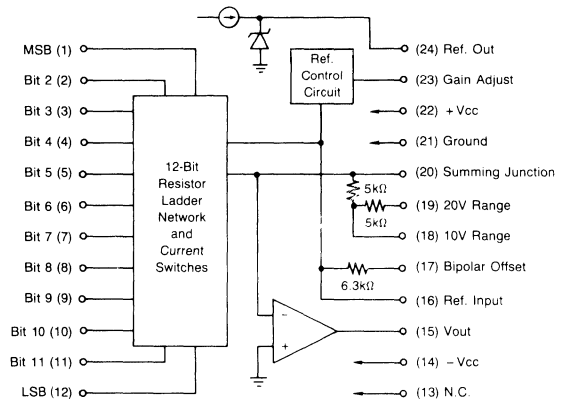 MSB (1)
Bit 2 (2)
Bit 3 (3)
Bit 4 (4)
Bit 5 (5)
Bit 6 (6)
Bit 7 (7)
Bit 8 (8)
Bit 9 (9)
Bit 10 (10)
Bit 11 (11)
LSB (12)
12-Bit
Resistor
Ladder
Network
and
Current
Switches
Ref.
Control
Circuit
5kΩ
5kΩ
6.3kΩ
−
+
(24) Ref. Out
(23) Gain Adjust
(22) +Vcc
(21) Ground
(20) Summing Junction
(19) 20V Range
(18) 10V Range
(17) Bipolar Offset
(16) Ref. Input
(15) Vout
(14) −Vcc
(13) N.C.